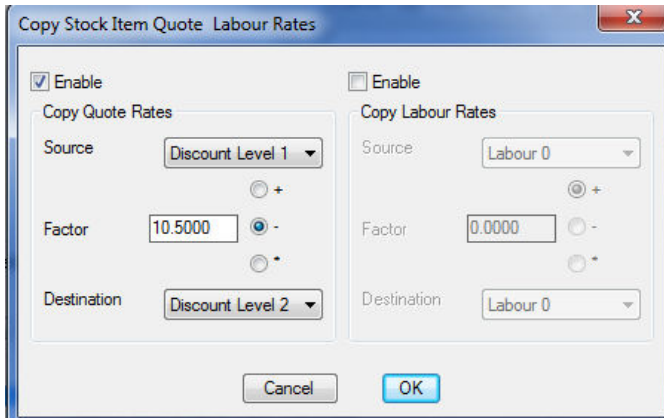 Copy Stock Item Quote Labour Rates
Enable
Enable
Copy Quote Rates
Source
Discount Level 1
+
Factor
10.5000
-
*
Destination
Discount Level 2
Copy Labour Rates
Source
Labour 0
+
Factor
0.0000
-
*
Destination
Labour 0
Cancel
OK